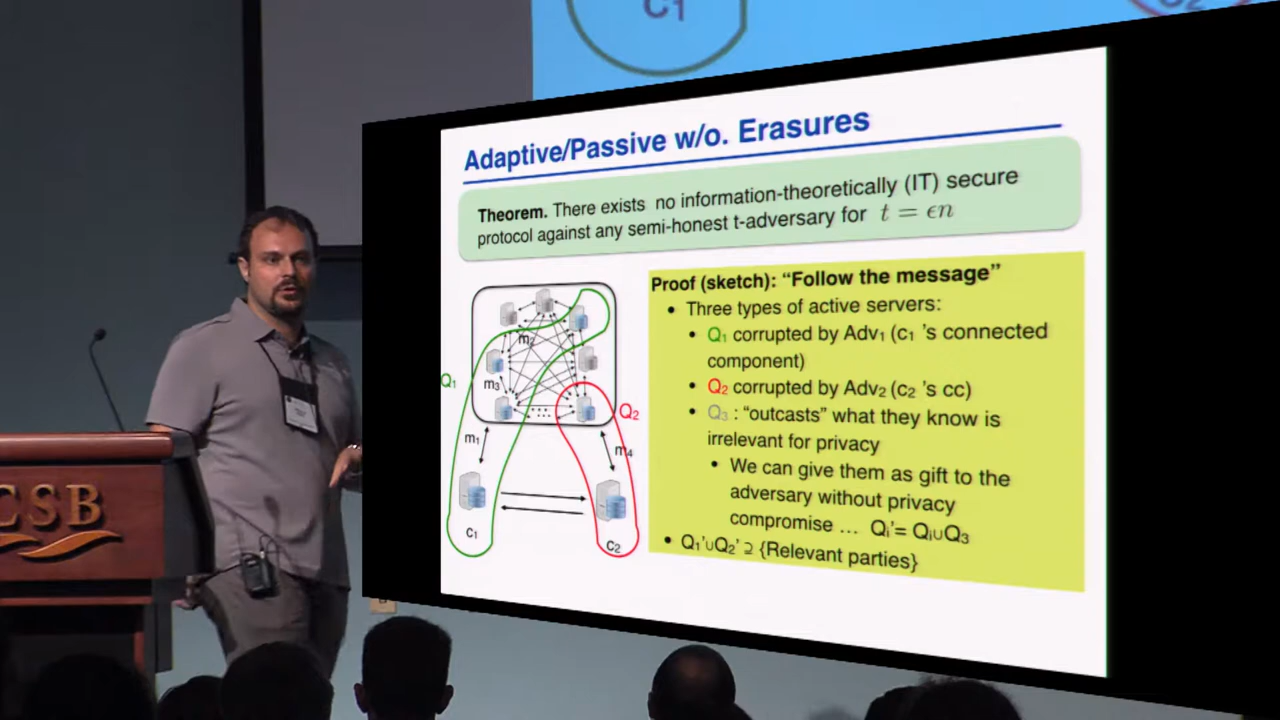 C1
C2
Adaptive/Passive w/o. Erasures
Theorem. There exists no information-theoretically (IT) secure
protocol against any semi-honest t-adversary for t = ϵn
Proof (sketch): “Follow the message”
• Three types of active servers:
• Q1 corrupted by Adv1 (c1 's connected
component)
• Q2 corrupted by Adv2 (c2 's cc)
• Q3 : “outcasts” what they know is
irrelevant for privacy
• We can give them as gift to the
adversary without privacy
compromise … Qi'= Qi∪Q3
• Q1'∪Q2' ⊇ {Relevant parties}
m2
Q1
m3
Q2
m1
m4
c1
c2
CSB